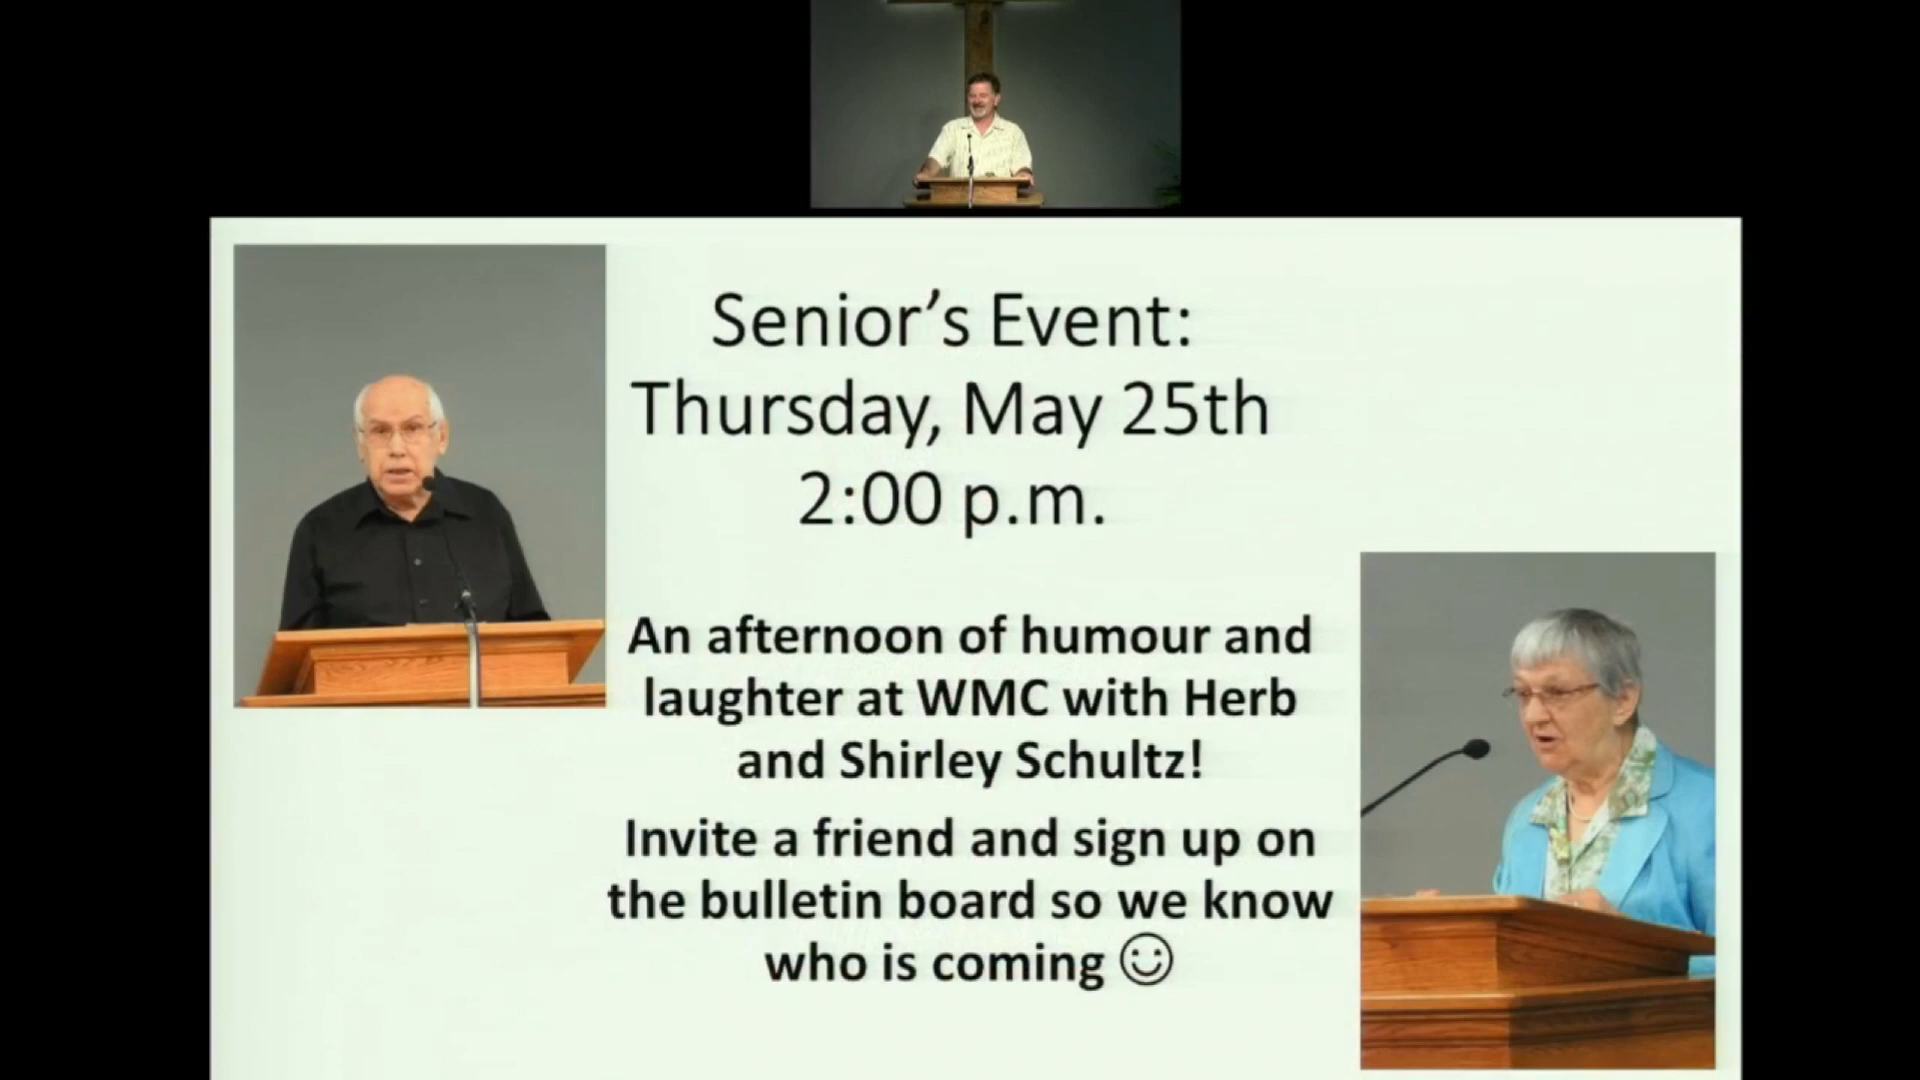 Senior’s Event:
Thursday, May 25th
2:00 p.m.
An afternoon of humour and
laughter at WMC with Herb
and Shirley Schultz!
Invite a friend and sign up on
the bulletin board so we know
who is coming ☺